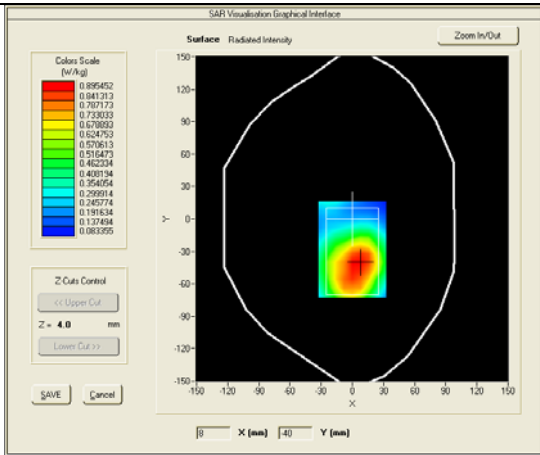 SAR Visualisation Graphical Interface
Surface Radiated Intensity
Zoom In/Out
Colors Scale
(W/kg)
0.895452
0.841313
0.787173
0.733033
0.678893
0.624753
0.570613
0.516473
0.462334
0.408194
0.354054
0.299914
0.245774
0.191634
0.137494
0.083355
150
120
90
60
30
0
-30
-60
-90
-120
-150
Y
-150 -120 -90 -60 -30 0 30 60 90 120 150
X
Z-Cuts Control
<< Upper Cut
Z = 4.0 mm
Lower Cut >>
SAVE Cancel
8 X (mm) -40 Y (mm)